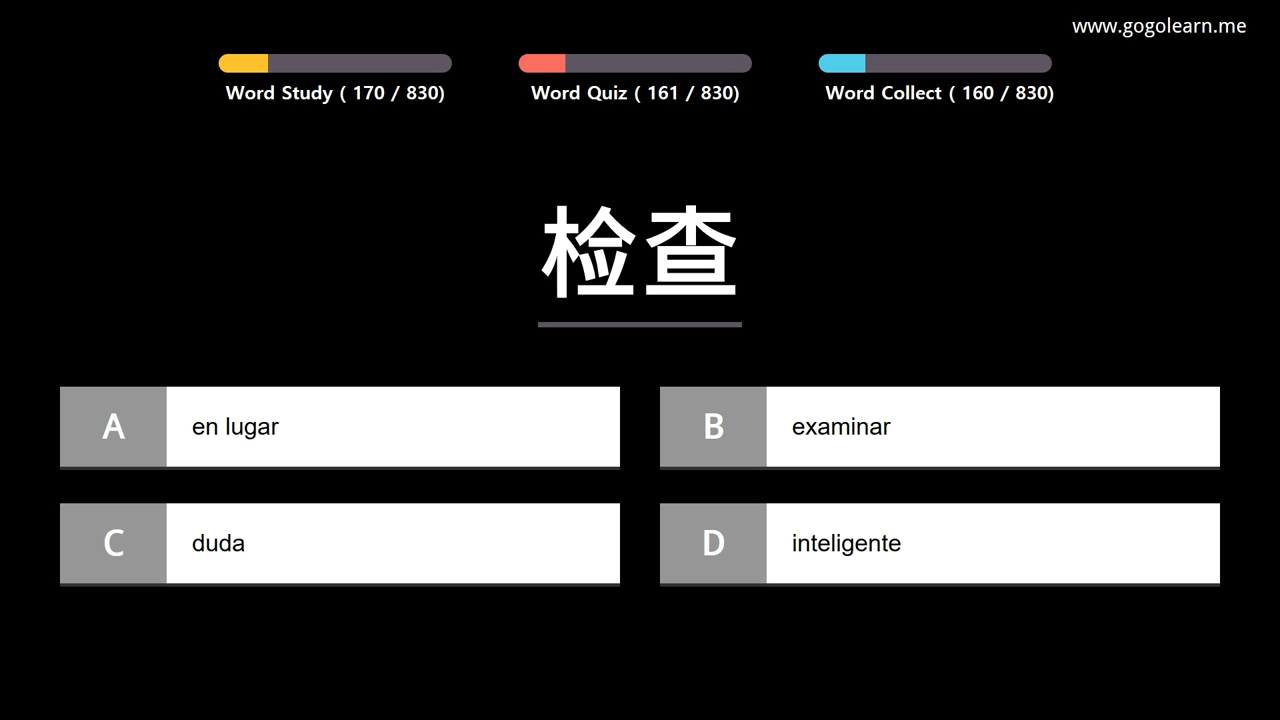 www.gogolearn.me
Word Study ( 170 / 830)
Word Quiz ( 161 / 830)
Word Collect ( 160 / 830)
检查
A en lugar
B examinar
C duda
D inteligente